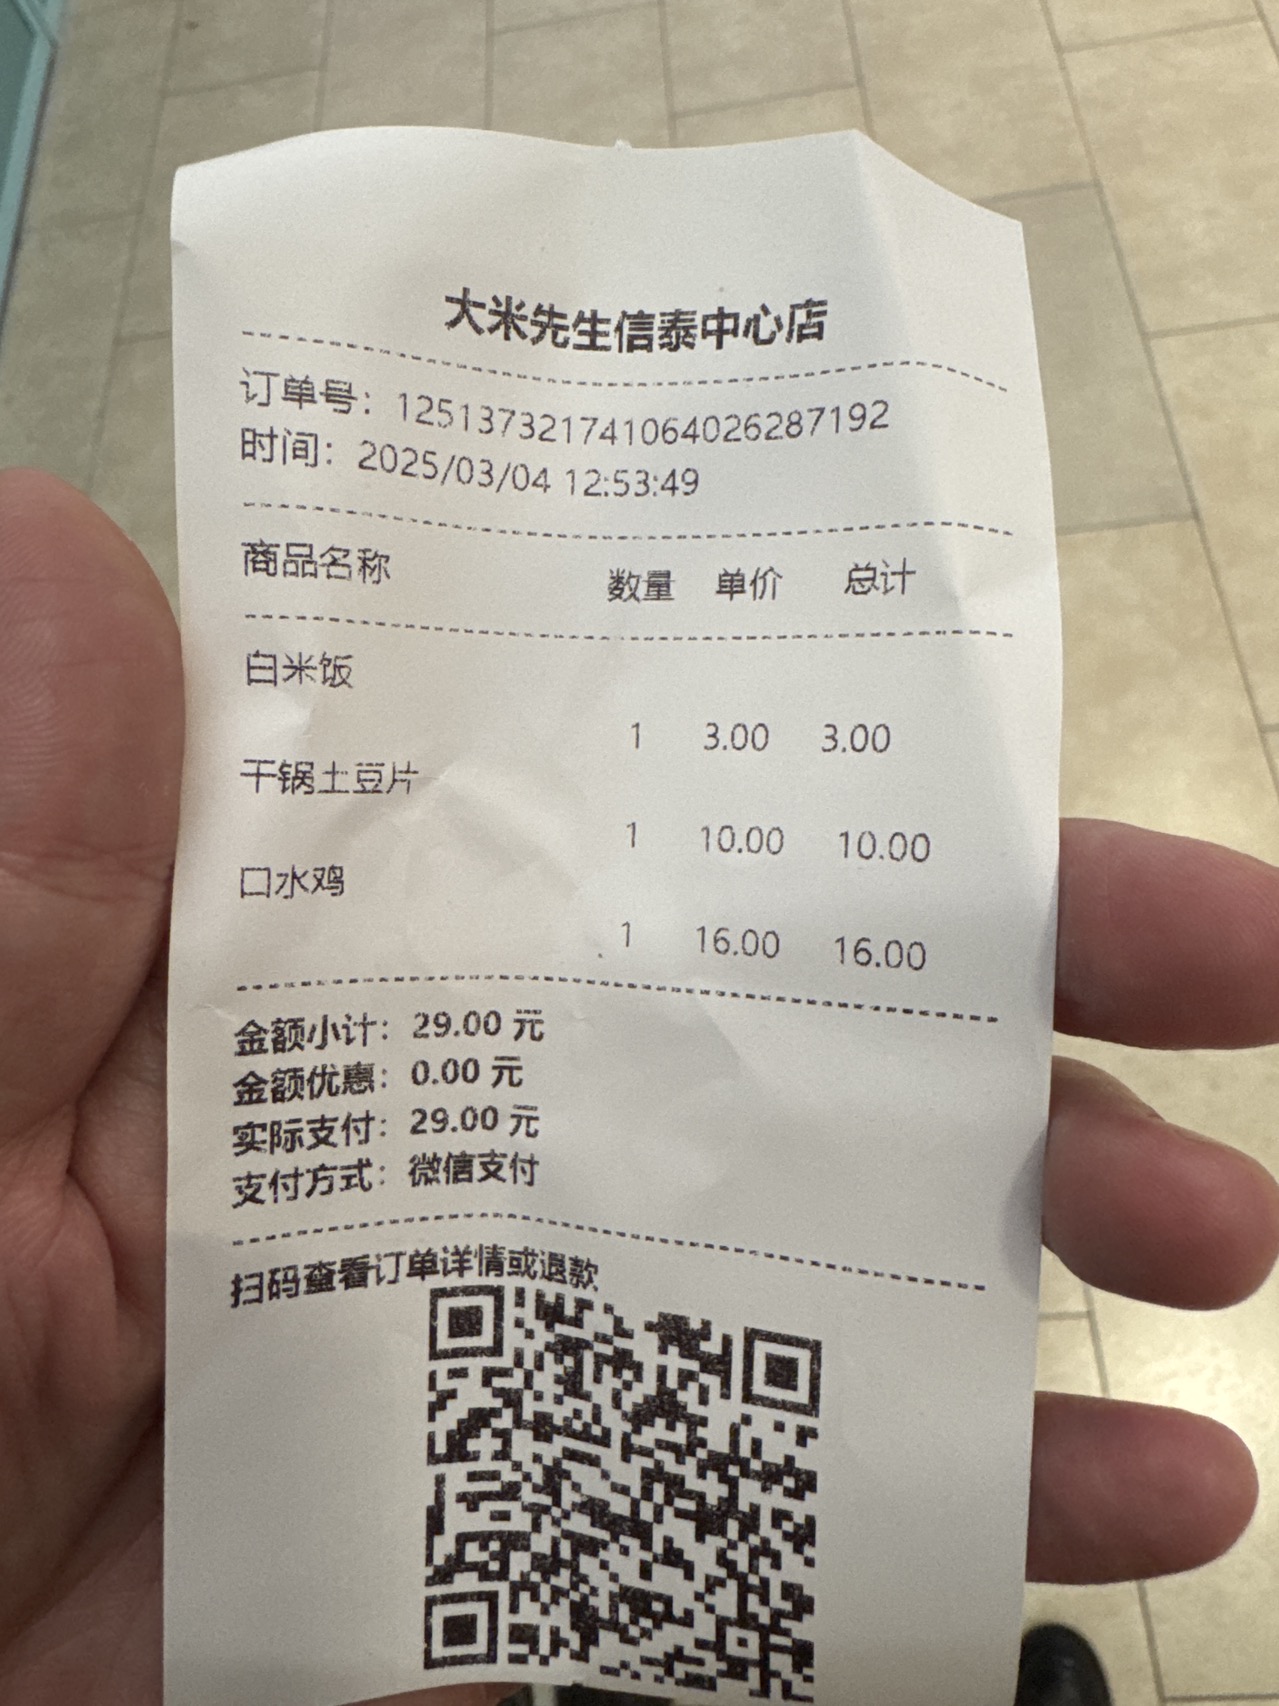 大米先生信泰中心店
订单号：125137321741064026287192
时间：2025/03/04 12:53:49
商品名称 数量 单价 总计
白米饭
1 3.00 3.00
干锅土豆片
1 10.00 10.00
口水鸡
1 16.00 16.00
金额小计：29.00 元
金额优惠：0.00 元
实际支付：29.00 元
支付方式：微信支付
扫码查看订单详情或退款